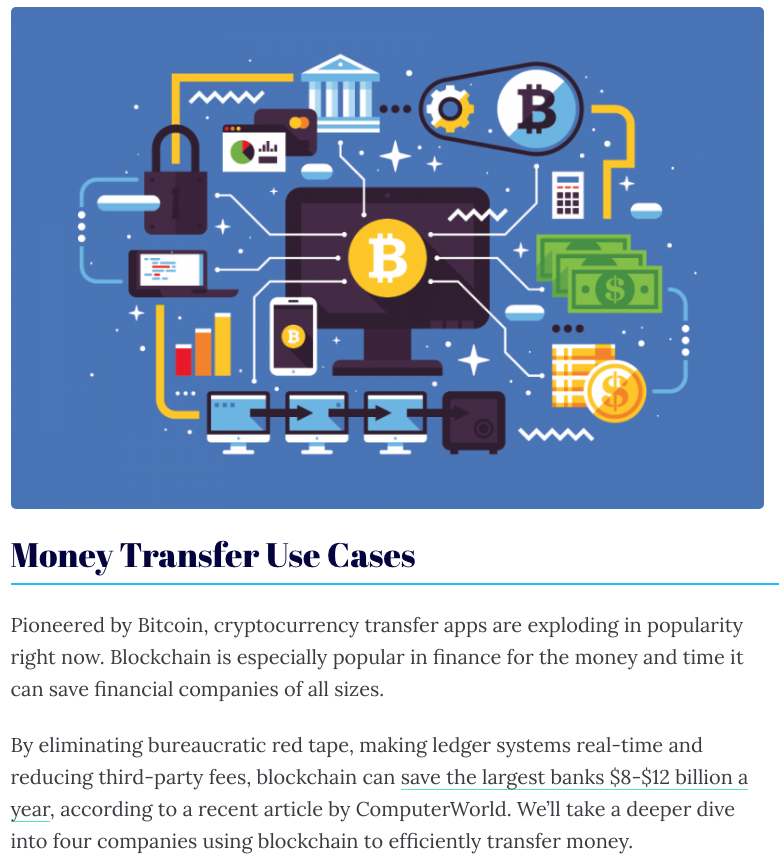 Money Transfer Use Cases
Pioneered by Bitcoin, cryptocurrency transfer apps are exploding in popularity
right now. Blockchain is especially popular in finance for the money and time it
can save financial companies of all sizes.
By eliminating bureaucratic red tape, making ledger systems real-time and
reducing third-party fees, blockchain can save the largest banks $8-$12 billion a
year, according to a recent article by ComputerWorld. We’ll take a deeper dive
into four companies using blockchain to efficiently transfer money.